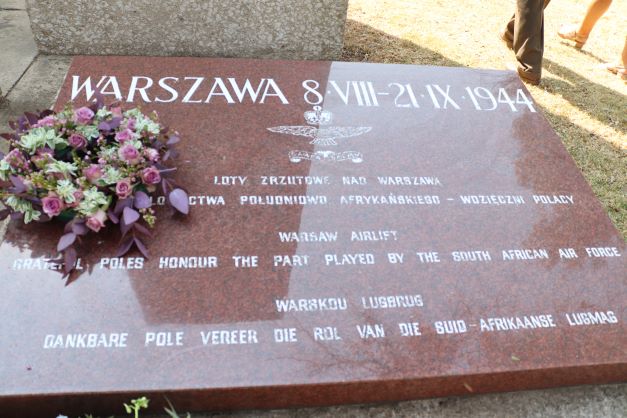 WARSZAWA 8·VIII-21·IX·1944
LOTY ZRZUTOWE NAD WARSZAWA
POŁUDNIOWO AFRYKAŃSKIEGO - WDZIECZNI POLACY
WARSAW AIRLIFT
GRATEFUL POLES HONOUR THE PART PLAYED BY THE SOUTH AFRICAN AIR FORCE
WARSKOU LUGBRUG
DANKBARE POLE VEREER DIE ROL VAN DIE SUID-AFRIKAANSE LUGMAG